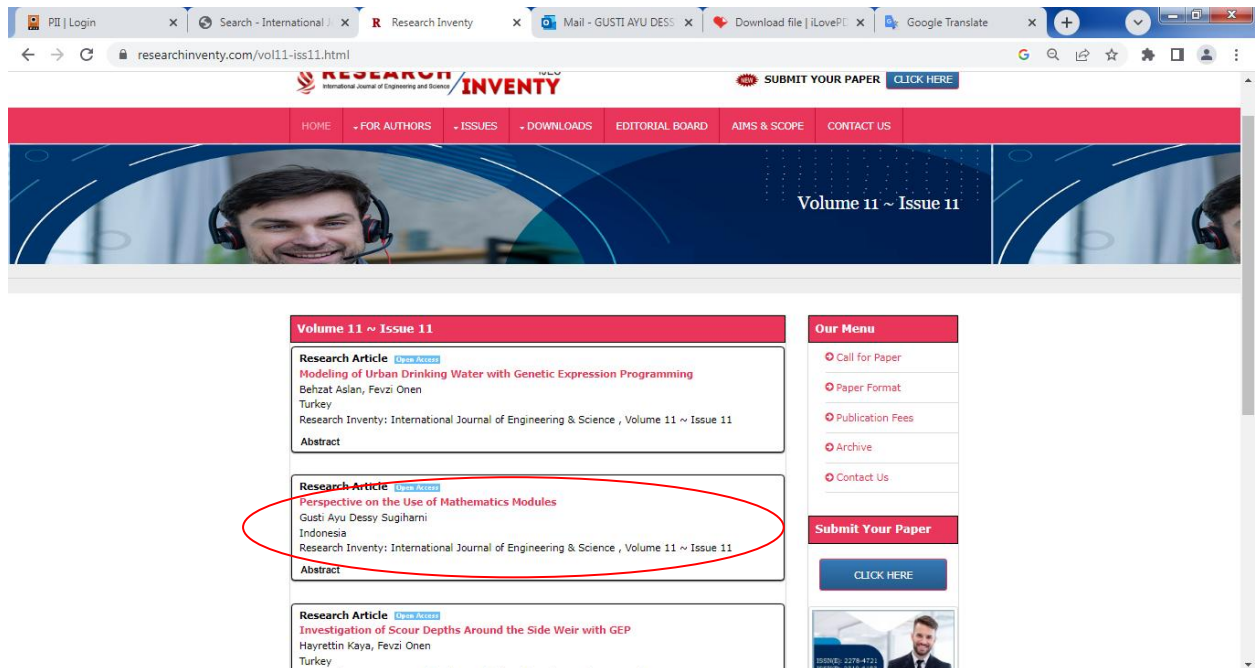 PII | Login
Search - International J
Research Inventy
Mail - GUSTI AYU DESS
Download file | iLovePD
Google Translate
researchinventy.com/vol11-iss11.html
RESEARCH INVENTY
International Journal of Engineering and Science
NEW SUBMIT YOUR PAPER CLICK HERE
HOME FOR AUTHORS ISSUES DOWNLOADS EDITORIAL BOARD AIMS & SCOPE CONTACT US
Volume 11 ~ Issue 11
Volume 11 ~ Issue 11
Research Article Open Access
Modeling of Urban Drinking Water with Genetic Expression Programming
Behzat Aslan, Fevzi Onen
Turkey
Research Inventy: International Journal of Engineering & Science , Volume 11 ~ Issue 11
Abstract
Research Article Open Access
Perspective on the Use of Mathematics Modules
Gusti Ayu Dessy Sugiharni
Indonesia
Research Inventy: International Journal of Engineering & Science , Volume 11 ~ Issue 11
Abstract
Research Article Open Access
Investigation of Scour Depths Around the Side Weir with GEP
Hayrettin Kaya, Fevzi Onen
Turkey
Our Menu
Call for Paper
Paper Format
Publication Fees
Archive
Contact Us
Submit Your Paper
CLICK HERE
ISSN(E): 2278-4721